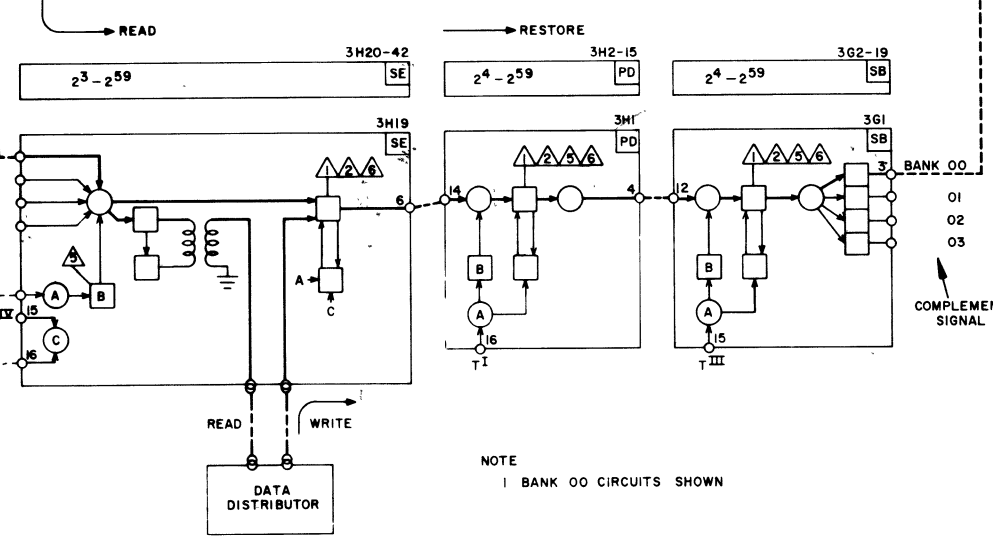 READ
RESTORE
3H20-42
2³ – 2⁵⁹
SE
3H2-15
2⁴ – 2⁵⁹
PD
3G2-19
2⁴ – 2⁵⁹
SB
3H19
SE
1 2 6
6
5
A
B
IV
15
C
16
A
C
3H1
PD
1 2 5 6
14
4
B
A
16
T I
3G1
SB
1 2 5 6
12
3
BANK 00
01
02
03
B
A
15
T III
COMPLEMEN
SIGNAL
READ
WRITE
DATA
DISTRIBUTOR
NOTE
1 BANK 00 CIRCUITS SHOWN